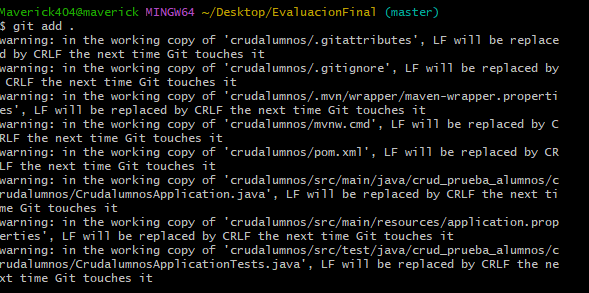 Maverick404@maverick MINGW64 ~/Desktop/EvaluacionFinal (master)
$ git add .
warning: in the working copy of 'crudalumnos/.gitattributes', LF will be replace
d by CRLF the next time Git touches it
warning: in the working copy of 'crudalumnos/.gitignore', LF will be replaced by
 CRLF the next time Git touches it
warning: in the working copy of 'crudalumnos/.mvn/wrapper/maven-wrapper.properti
es', LF will be replaced by CRLF the next time Git touches it
warning: in the working copy of 'crudalumnos/mvnw.cmd', LF will be replaced by C
RLF the next time Git touches it
warning: in the working copy of 'crudalumnos/pom.xml', LF will be replaced by CR
LF the next time Git touches it
warning: in the working copy of 'crudalumnos/src/main/java/crud_prueba_alumnos/c
rudalumnos/CrudalumnosApplication.java', LF will be replaced by CRLF the next ti
me Git touches it
warning: in the working copy of 'crudalumnos/src/main/resources/application.prop
erties', LF will be replaced by CRLF the next time Git touches it
warning: in the working copy of 'crudalumnos/src/test/java/crud_prueba_alumnos/c
rudalumnos/CrudalumnosApplicationTests.java', LF will be replaced by CRLF the ne
xt time Git touches it